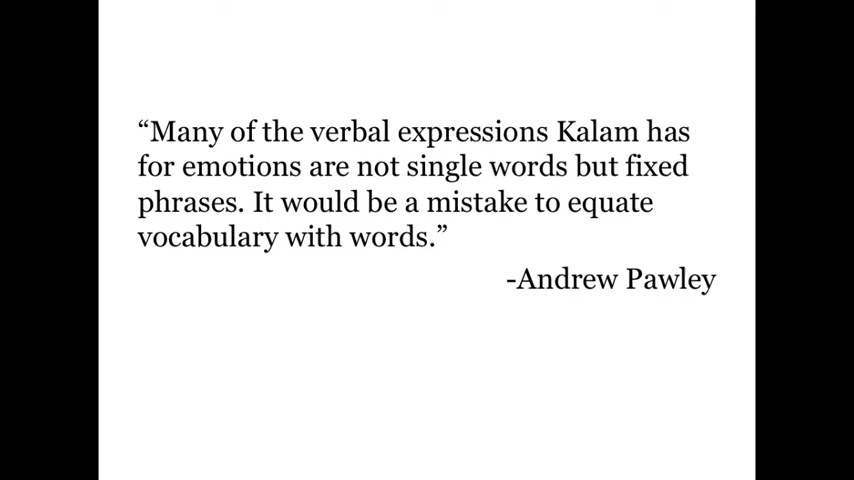 “Many of the verbal expressions Kalam has
for emotions are not single words but fixed
phrases. It would be a mistake to equate
vocabulary with words.”
-Andrew Pawley